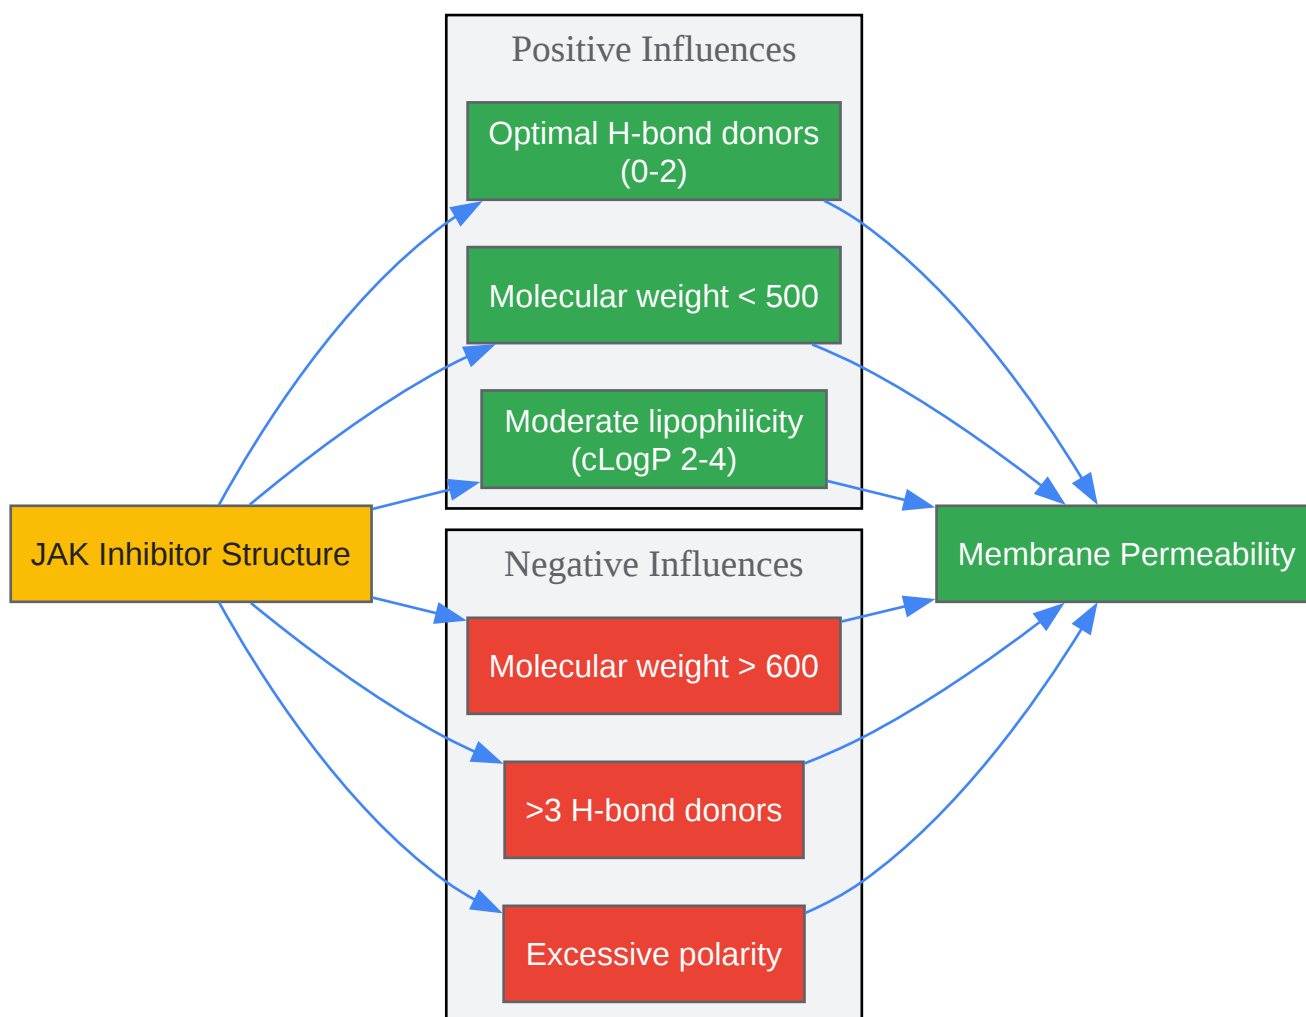 Positive Influences
Optimal H-bond donors
(0-2)
Molecular weight < 500
Moderate lipophilicity
(cLogP 2-4)
JAK Inhibitor Structure
Membrane Permeability
Negative Influences
Molecular weight > 600
>3 H-bond donors
Excessive polarity